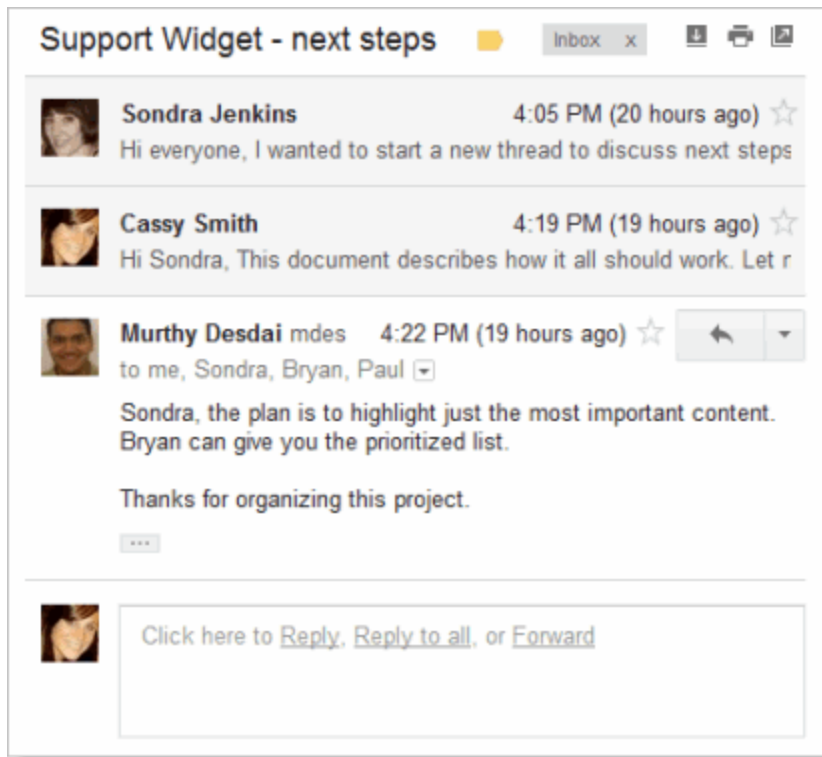 Support Widget - next steps Inbox x
Sondra Jenkins 4:05 PM (20 hours ago)
Hi everyone, I wanted to start a new thread to discuss next steps
Cassy Smith 4:19 PM (19 hours ago)
Hi Sondra, This document describes how it all should work. Let
Murthy Desdai mdes 4:22 PM (19 hours ago)
to me, Sondra, Bryan, Paul
Sondra, the plan is to highlight just the most important content.
Bryan can give you the prioritized list.
Thanks for organizing this project.
...
Click here to Reply, Reply to all, or Forward